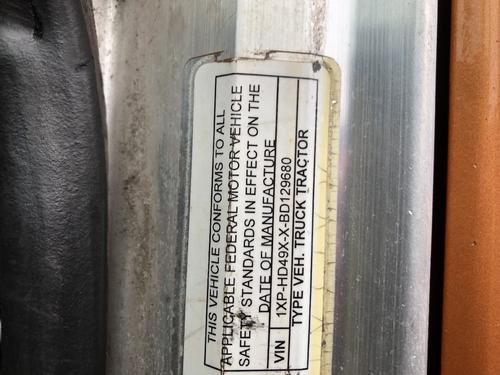 THIS VEHICLE CONFORMS TO ALL
APPLICABLE FEDERAL MOTOR VEHICLE
SAFETY STANDARDS IN EFFECT ON THE
DATE OF MANUFACTURE
VIN 1XP-HD49X-X-BD129680
TYPE VEH. TRUCK TRACTOR